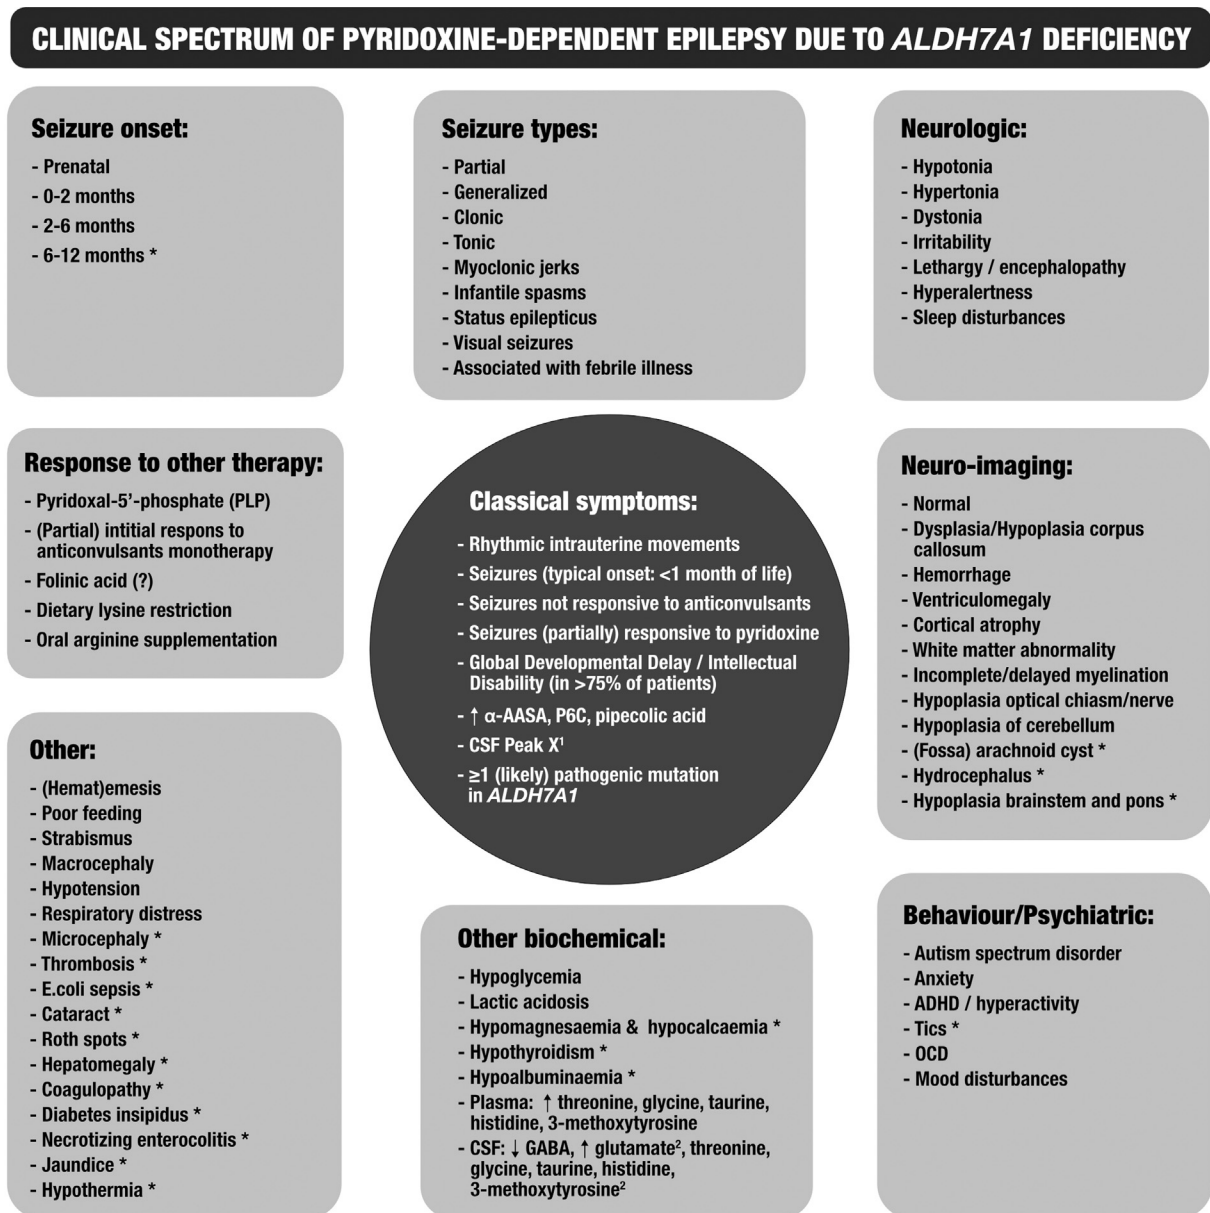 CLINICAL SPECTRUM OF PYRIDOXINE-DEPENDENT EPILEPSY DUE TO ALDH7A1 DEFICIENCY
Seizure onset:
- Prenatal
- 0-2 months
- 2-6 months
- 6-12 months *
Seizure types:
- Partial
- Generalized
- Clonic
- Tonic
- Myoclonic jerks
- Infantile spasms
- Status epilepticus
- Visual seizures
- Associated with febrile illness
Neurologic:
- Hypotonia
- Hypertonia
- Dystonia
- Irritability
- Lethargy / encephalopathy
- Hyperalertness
- Sleep disturbances
Response to other therapy:
- Pyridoxal-5’-phosphate (PLP)
- (Partial) intitial respons to
anticonvulsants monotherapy
- Folinic acid (?)
- Dietary lysine restriction
- Oral arginine supplementation
Classical symptoms:
- Rhythmic intrauterine movements
- Seizures (typical onset: <1 month of life)
- Seizures not responsive to anticonvulsants
- Seizures (partially) responsive to pyridoxine
- Global Developmental Delay / Intellectual
Disability (in >75% of patients)
- ↑ α-AASA, P6C, pipecolic acid
- CSF Peak X¹
- ≥1 (likely) pathogenic mutation
in ALDH7A1
Neuro-imaging:
- Normal
- Dysplasia/Hypoplasia corpus
callosum
- Hemorrhage
- Ventriculomegaly
- Cortical atrophy
- White matter abnormality
- Incomplete/delayed myelination
- Hypoplasia optical chiasm/nerve
- Hypoplasia of cerebellum
- (Fossa) arachnoid cyst *
- Hydrocephalus *
- Hypoplasia brainstem and pons *
Other:
- (Hemat)emesis
- Poor feeding
- Strabismus
- Macrocephaly
- Hypotension
- Respiratory distress
- Microcephaly *
- Thrombosis *
- E.coli sepsis *
- Cataract *
- Roth spots *
- Hepatomegaly *
- Coagulopathy *
- Diabetes insipidus *
- Necrotizing enterocolitis *
- Jaundice *
- Hypothermia *
Other biochemical:
- Hypoglycemia
- Lactic acidosis
- Hypomagnesaemia & hypocalcaemia *
- Hypothyroidism *
- Hypoalbuminaemia *
- Plasma: ↑ threonine, glycine, taurine,
histidine, 3-methoxytyrosine
- CSF: ↓ GABA, ↑ glutamate², threonine,
glycine, taurine, histidine,
3-methoxytyrosine²
Behaviour/Psychiatric:
- Autism spectrum disorder
- Anxiety
- ADHD / hyperactivity
- Tics *
- OCD
- Mood disturbances